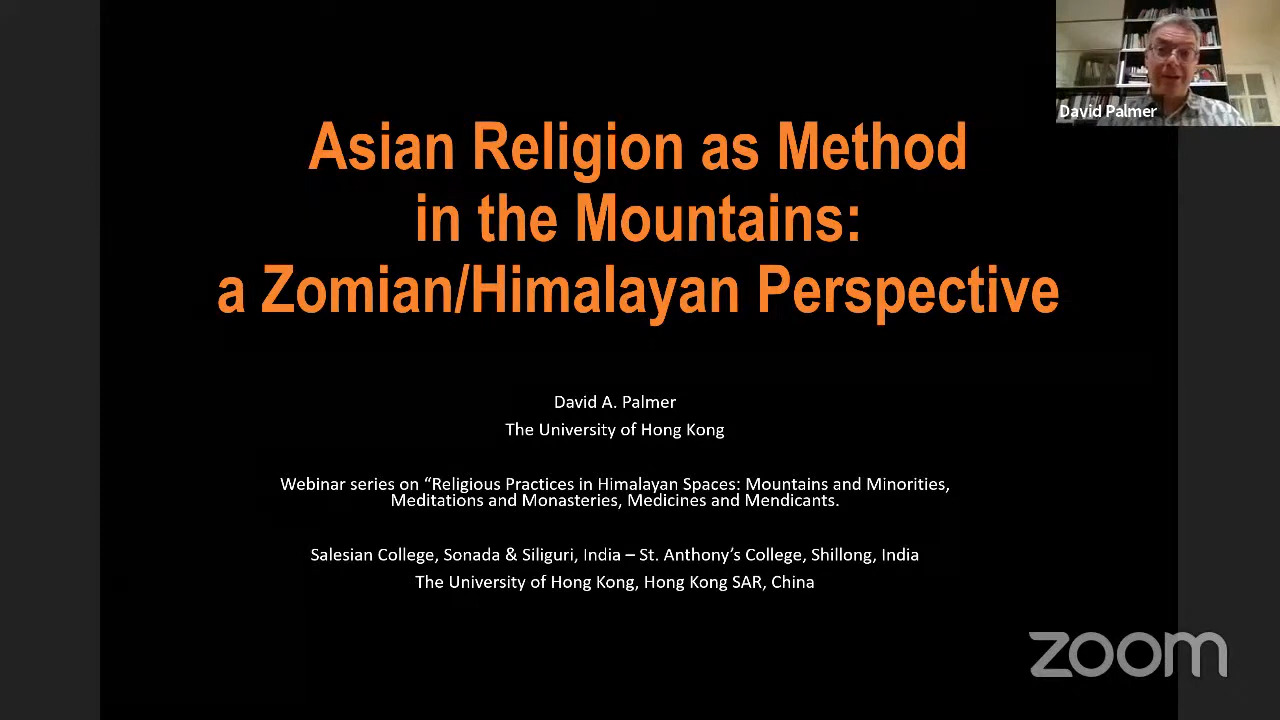 David Palmer
Asian Religion as Method
in the Mountains:
a Zomian/Himalayan Perspective
David A. Palmer
The University of Hong Kong
Webinar series on “Religious Practices in Himalayan Spaces: Mountains and Minorities,
Meditations and Monasteries, Medicines and Mendicants.
Salesian College, Sonada & Siliguri, India – St. Anthony’s College, Shillong, India
The University of Hong Kong, Hong Kong SAR, China
zoom